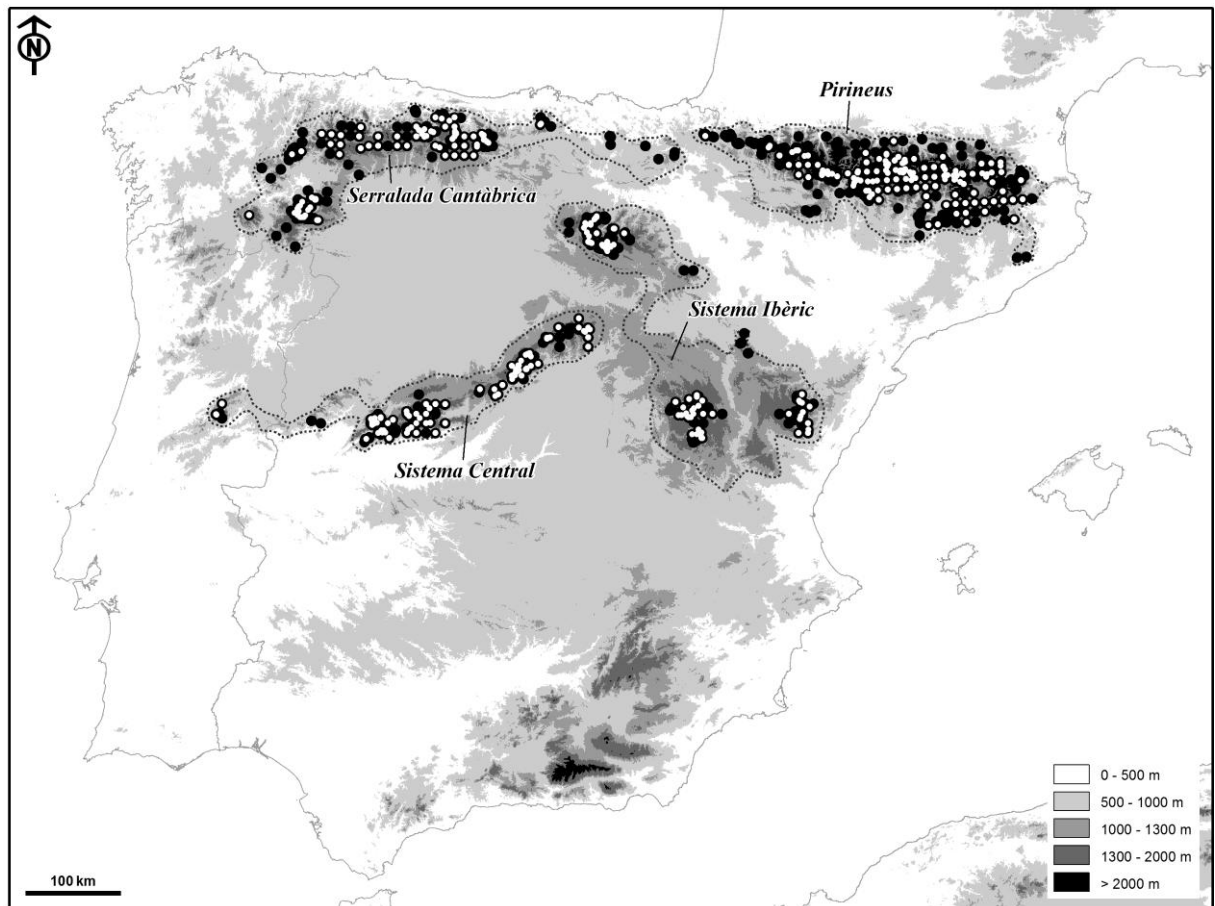 N
Pirineus
Serralada Cantàbrica
Sistema Ibèric
Sistema Central
0 - 500 m
500 - 1000 m
1000 - 1300 m
1300 - 2000 m
> 2000 m
100 km